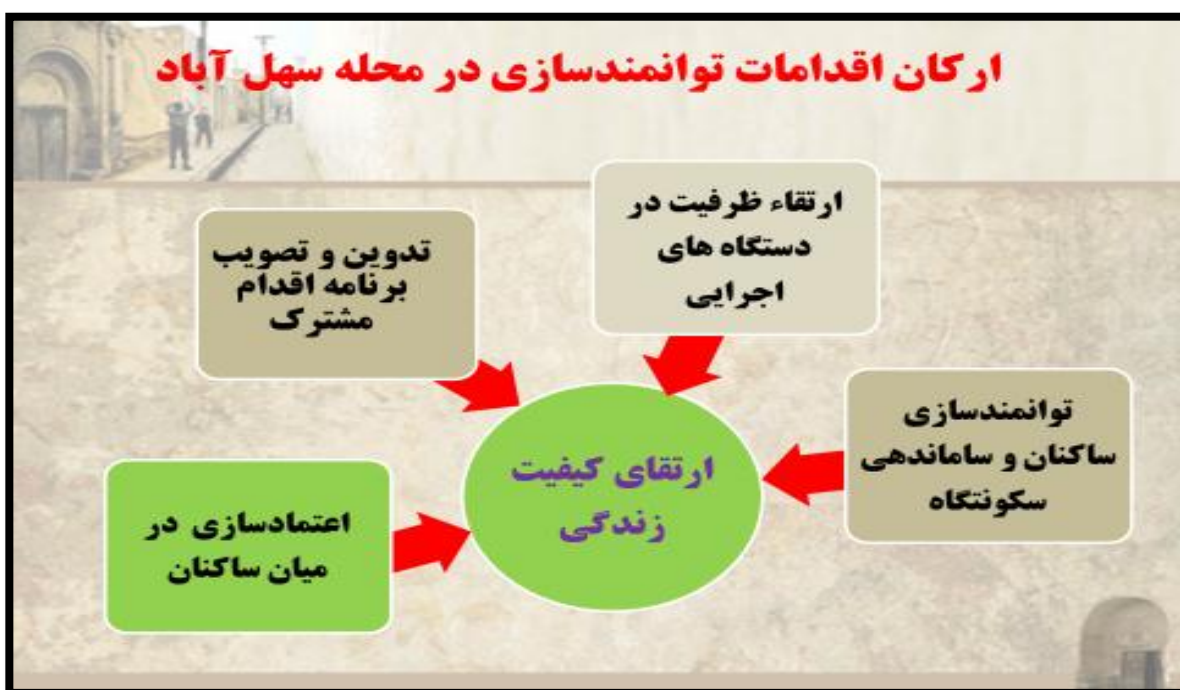 ارکان اقدامات توانمندسازی در محله سهل آباد
ارتقاء ظرفیت در
دستگاه های
اجرایی
تدوین و تصویب
برنامه اقدام
مشترک
توانمندسازی
ساکنان و ساماندهی
سکونتگاه
ارتقای کیفیت
زندگی
اعتمادسازی در
میان ساکنان